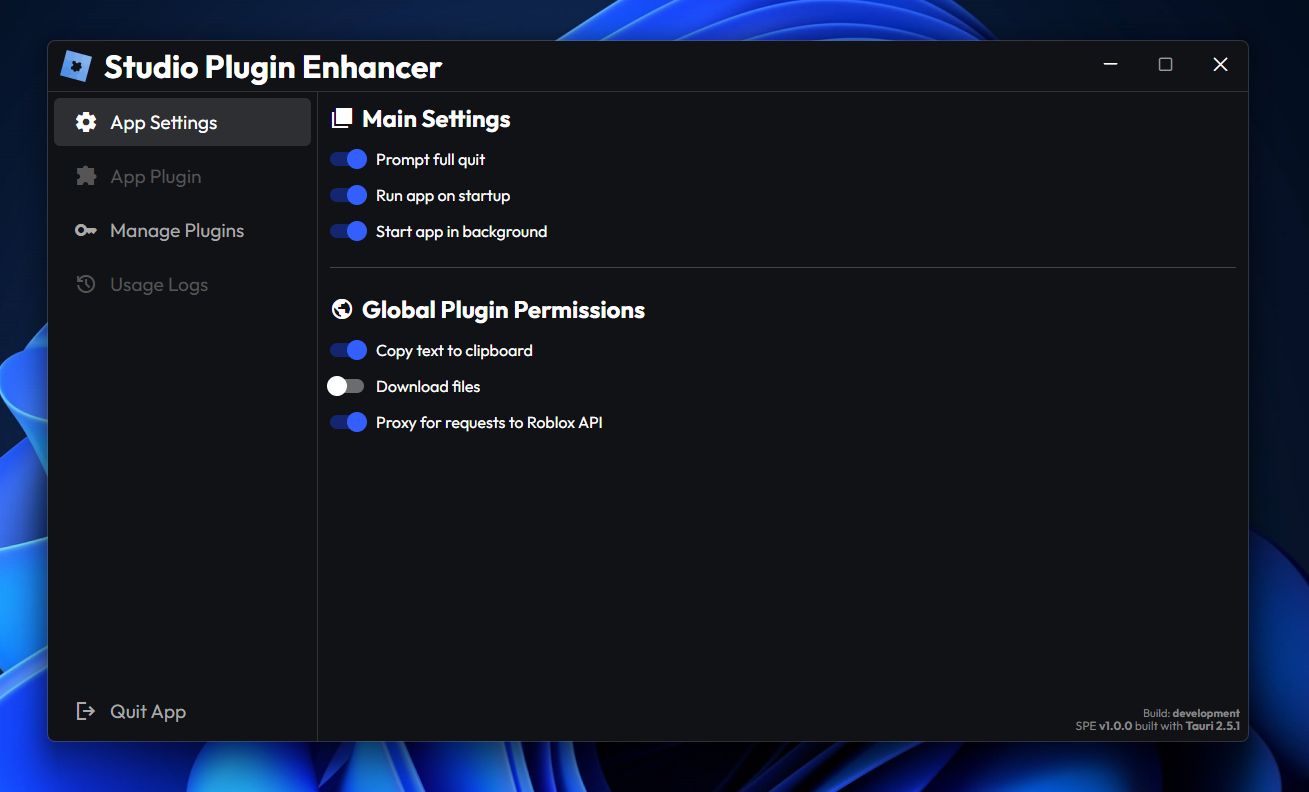 Studio Plugin Enhancer
App Settings
App Plugin
Manage Plugins
Usage Logs
Quit App
Main Settings
Prompt full quit
Run app on startup
Start app in background
Global Plugin Permissions
Copy text to clipboard
Download files
Proxy for requests to Roblox API
Build: development
SPE v1.0.0 built with Tauri 2.5.1